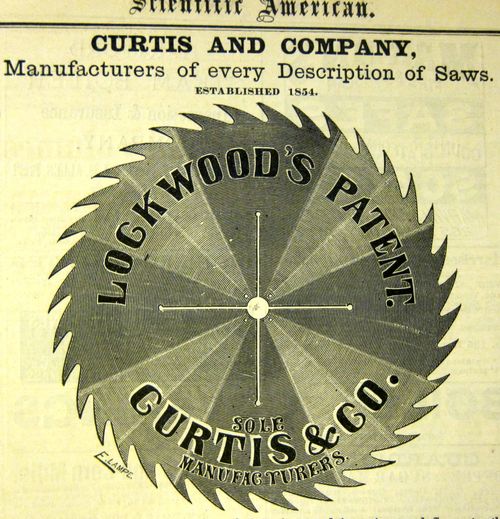 Scientific American.
CURTIS AND COMPANY,
Manufacturers of every Description of Saws.
ESTABLISHED 1854.
LOCKWOOD'S PATENT.
SOLE
CURTIS & CO.
MANUFACTURERS.
F. LAMPE.